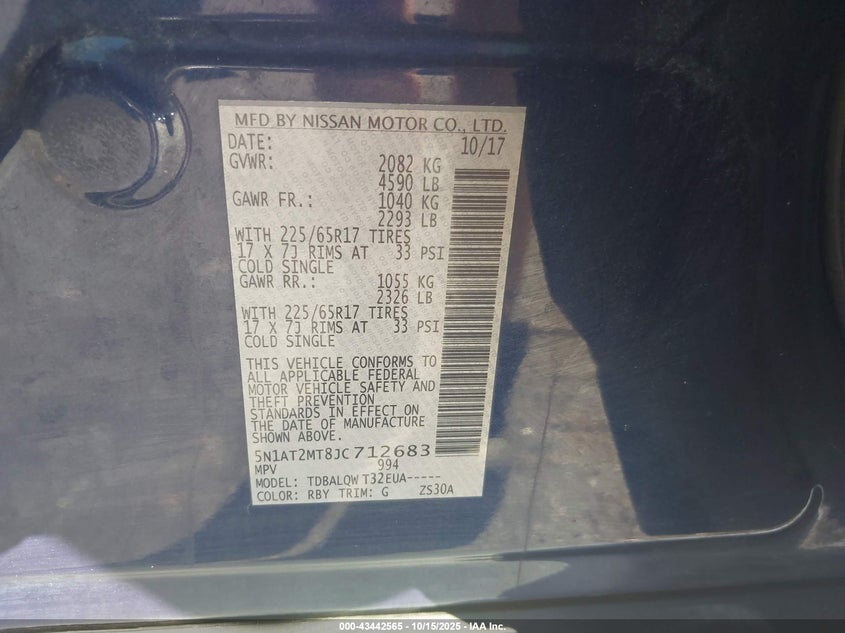 MFD BY NISSAN MOTOR CO., LTD.
DATE: 10/17
GVWR: 2082 KG
4590 LB
GAWR FR.: 1040 KG
2293 LB
WITH 225/65R17 TIRES
17 X 7J RIMS AT 33 PSI
COLD SINGLE
GAWR RR.: 1055 KG
2326 LB
WITH 225/65R17 TIRES
17 X 7J RIMS AT 33 PSI
COLD SINGLE
THIS VEHICLE CONFORMS TO
ALL APPLICABLE FEDERAL
MOTOR VEHICLE SAFETY AND
THEFT PREVENTION
STANDARDS IN EFFECT ON
THE DATE OF MANUFACTURE
SHOWN ABOVE.
5N1AT2MT8JC712683
MPV 994
MODEL: TDBALQW T32EUA-----
COLOR: RBY TRIM: G ZS30A
000-43442565 - 10/15/2025 - IAA Inc.